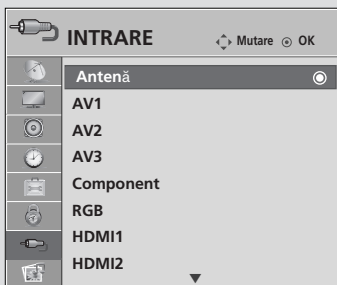 INTRARE
Mutare OK
Antenă
AV1
AV2
AV3
Component
RGB
HDMI1
HDMI2